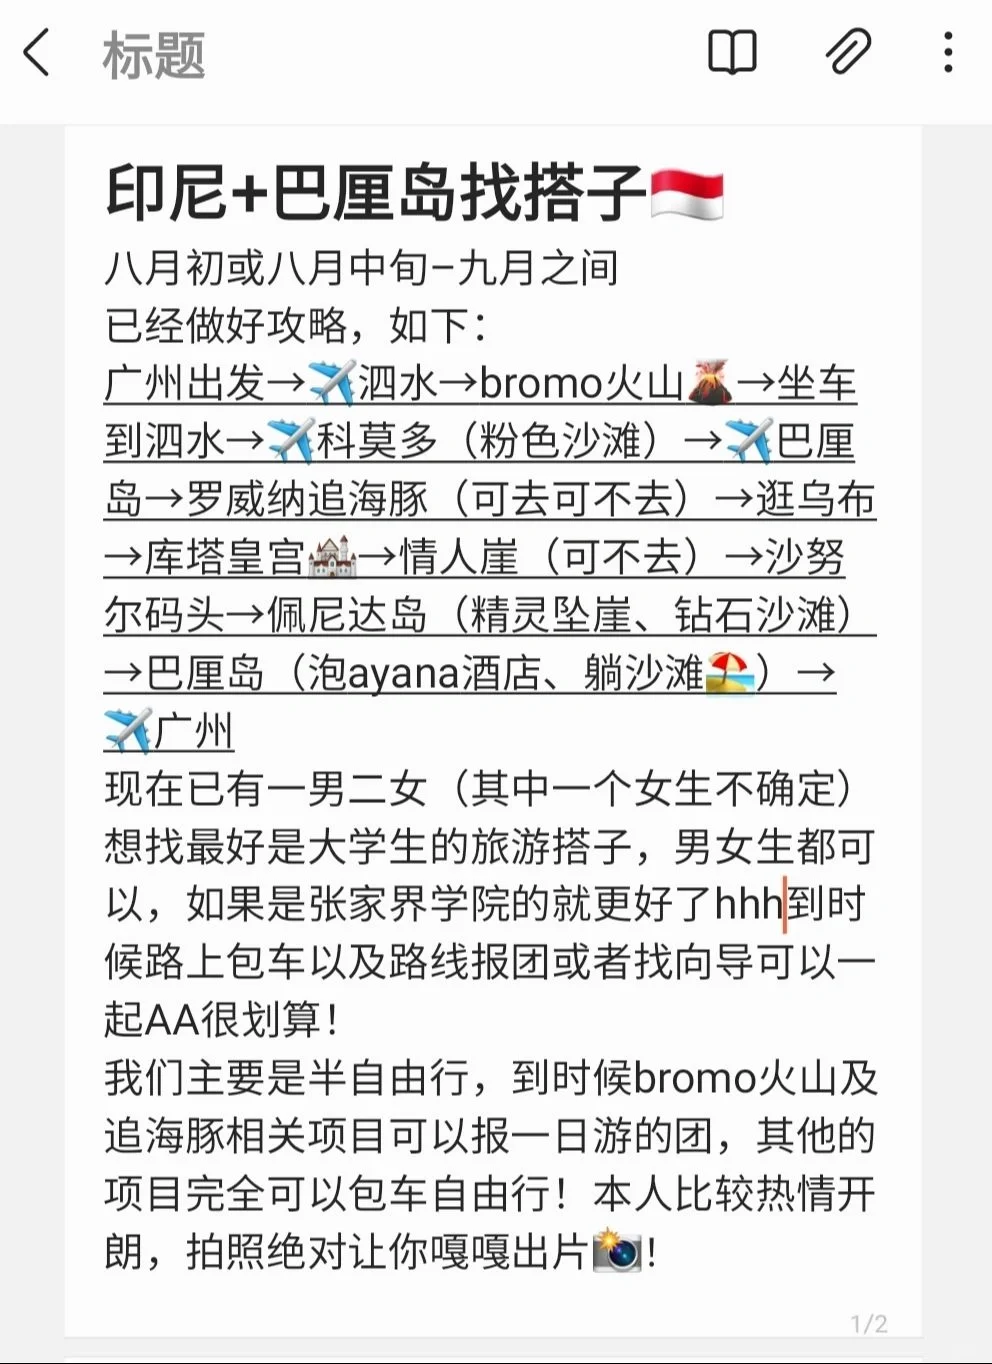 标题
印尼+巴厘岛找搭子🇮🇩
八月初或八月中旬–九月之间
已经做好攻略，如下：
广州出发→✈️泗水→bromo火山🌋→坐车
到泗水→✈️科莫多（粉色沙滩）→✈️巴厘
岛→罗威纳追海豚（可去可不去）→逛乌布
→库塔皇宫🏰→情人崖（可不去）→沙努
尔码头→佩尼达岛（精灵坠崖、钻石沙滩）
→巴厘岛（泡ayana酒店、躺沙滩🏖️）→
✈️广州
现在已有一男二女（其中一个女生不确定）
想找最好是大学生的旅游搭子，男女生都可
以，如果是张家界学院的就更好了hhh到时
候路上包车以及路线报团或者找向导可以一
起AA很划算！
我们主要是半自由行，到时候bromo火山及
追海豚相关项目可以报一日游的团，其他的
项目完全可以包车自由行！本人比较热情开
朗，拍照绝对让你嘎嘎出片📸！
1/2